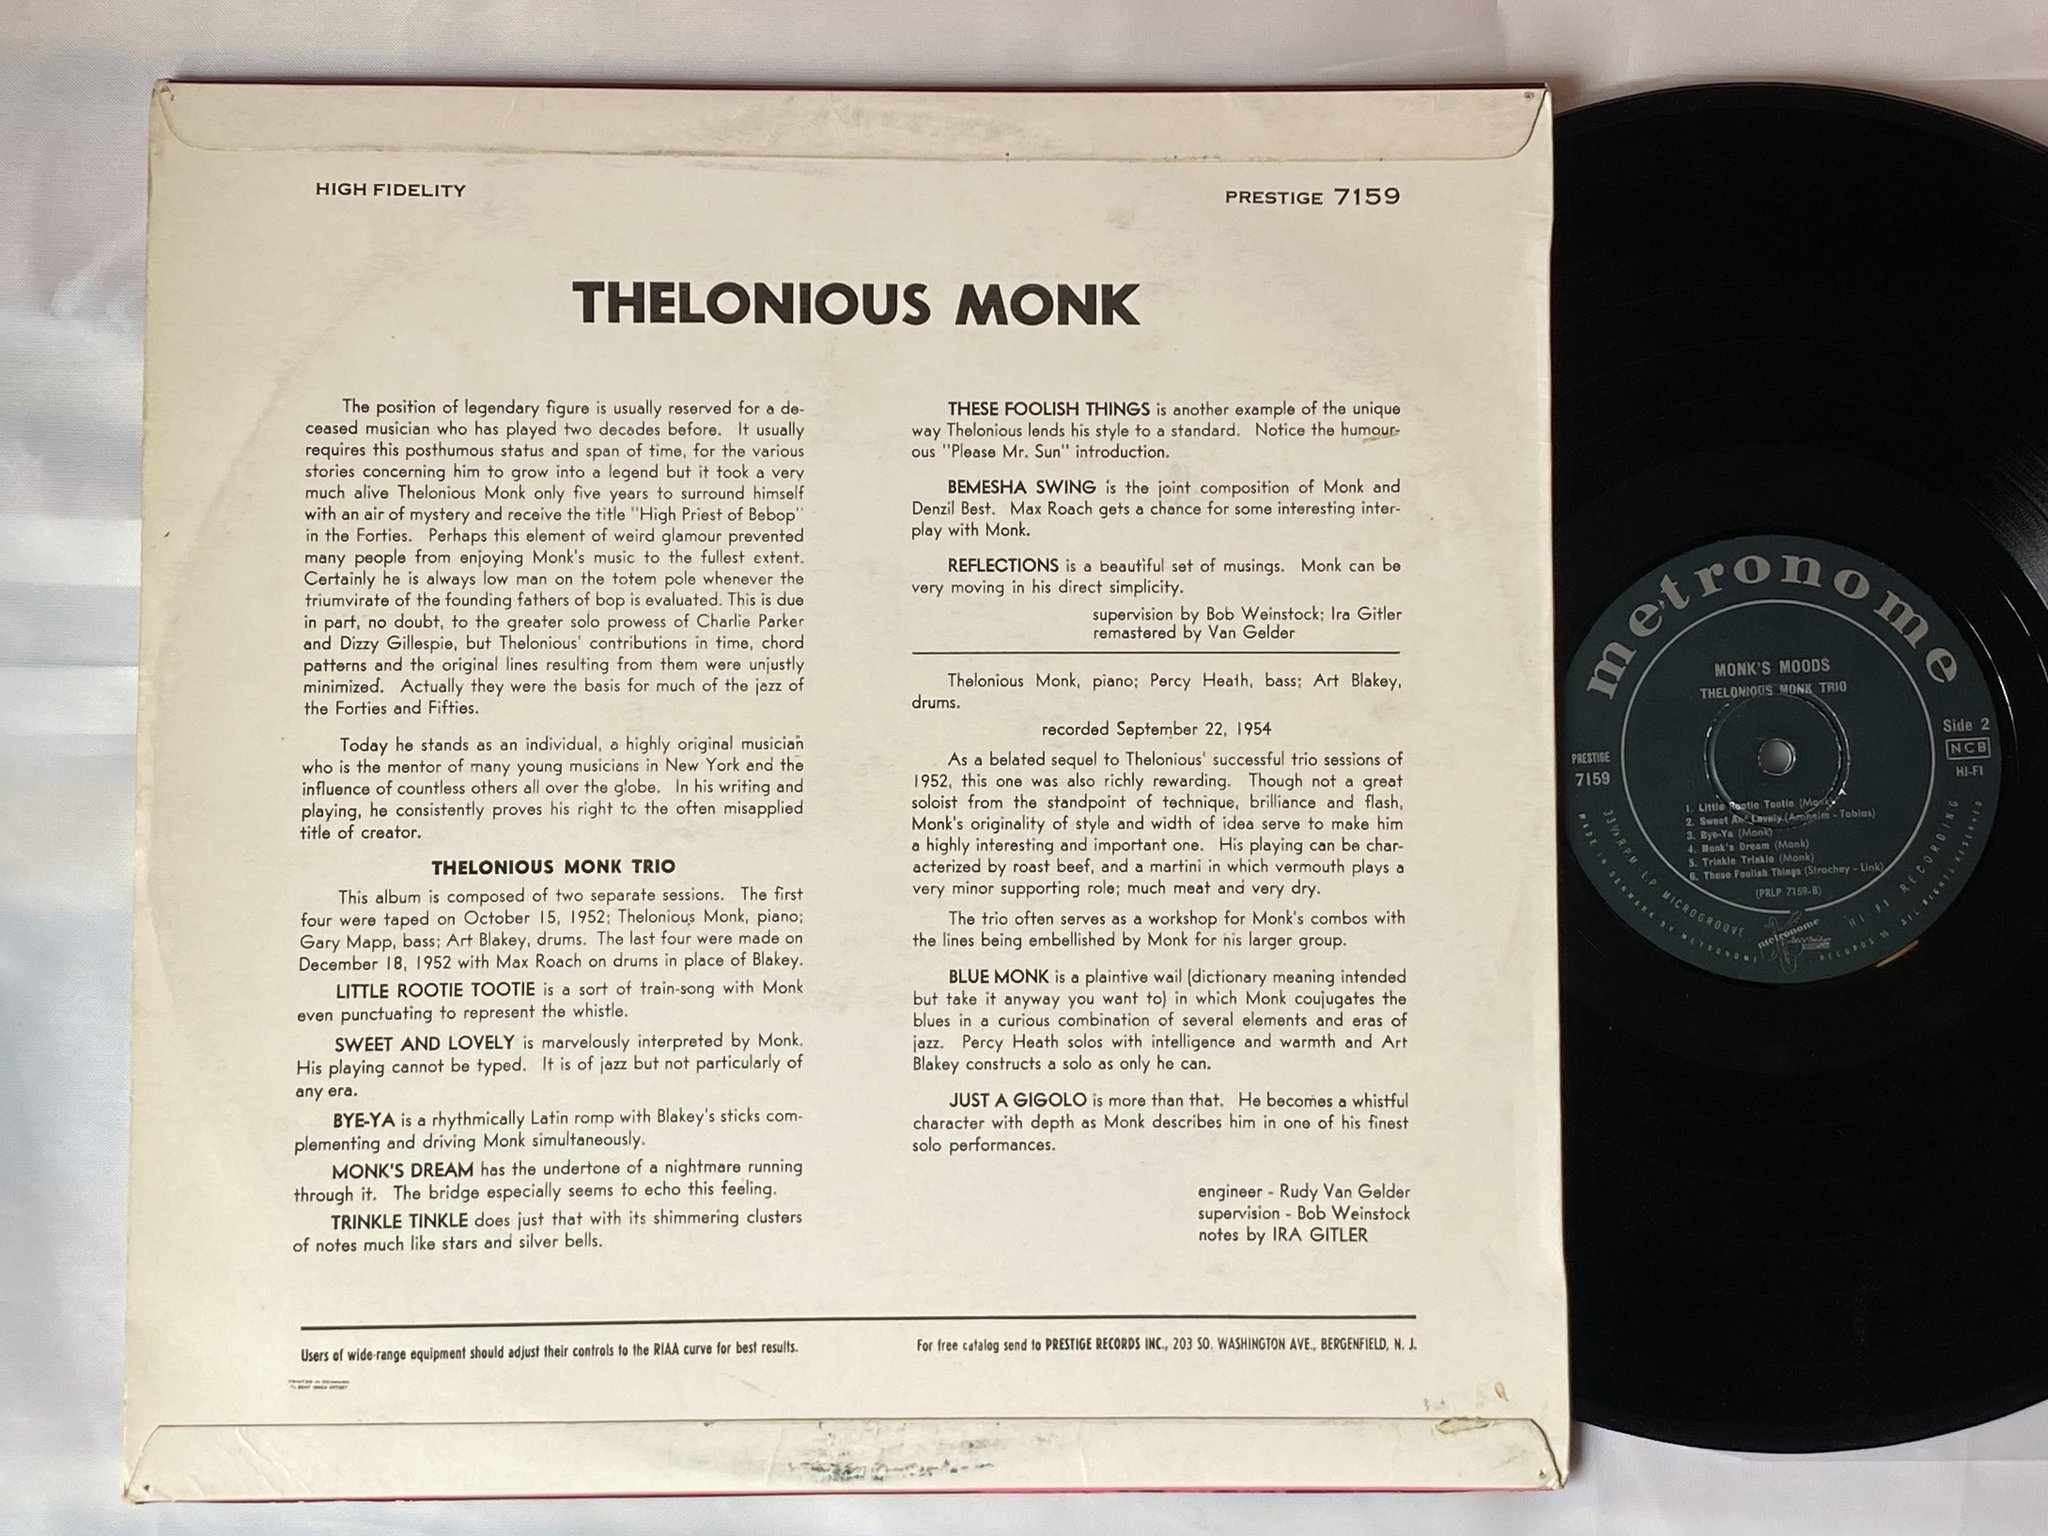 HIGH FIDELITY
PRESTIGE 7159
THELONIOUS MONK
The position of legendary figure is usually reserved for a de-
ceased musician who has played two decades before. It usually
requires this posthumous status and span of time, for the various
stories concerning him to grow into a legend but it took a very
much alive Thelonious Monk only five years to surround himself
with an air of mystery and receive the title "High Priest of Bebop"
in the Forties. Perhaps this element of weird glamour prevented
many people from enjoying Monk's music to the fullest extent.
Certainly he is always low man on the totem pole whenever the
triumvirate of the founding fathers of bop is evaluated. This is due
in part, no doubt, to the greater solo prowess of Charlie Parker
and Dizzy Gillespie, but Thelonious' contributions in time, chord
patterns and the original lines resulting from them were unjustly
minimized. Actually they were the basis for much of the jazz of
the Forties and Fifties.
Today he stands as an individual, a highly original musician
who is the mentor of many young musicians in New York and the
influence of countless others all over the globe. In his writing and
playing, he consistently proves his right to the often misapplied
title of creator.
THELONIOUS MONK TRIO
This album is composed of two separate sessions. The first
four were taped on October 15, 1952; Thelonious Monk, piano;
Gary Mapp, bass; Art Blakey, drums. The last four were made on
December 18, 1952 with Max Roach on drums in place of Blakey.
LITTLE ROOTIE TOOTIE is a sort of train-song with Monk
even punctuating to represent the whistle.
SWEET AND LOVELY is marvelously interpreted by Monk.
His playing cannot be typed. It is of jazz but not particularly of
any era.
BYE-YA is a rhythmically Latin romp with Blakey's sticks com-
plementing and driving Monk simultaneously.
MONK'S DREAM has the undertone of a nightmare running
through it. The bridge especially seems to echo this feeling.
TRINKLE TINKLE does just that with its shimmering clusters
of notes much like stars and silver bells.
THESE FOOLISH THINGS is another example of the unique
way Thelonious lends his style to a standard. Notice the humour-
ous "Please Mr. Sun" introduction.
BEMESHA SWING is the joint composition of Monk and
Denzil Best. Max Roach gets a chance for some interesting inter-
play with Monk.
REFLECTIONS is a beautiful set of musings. Monk can be
very moving in his direct simplicity.
supervision by Bob Weinstock; Ira Gitler
remastered by Van Gelder
Thelonious Monk, piano; Percy Heath, bass; Art Blakey,
drums.
recorded September 22, 1954
As a belated sequel to Thelonious' successful trio sessions of
1952, this one was also richly rewarding. Though not a great
soloist from the standpoint of technique, brilliance and flash,
Monk's originality of style and width of idea serve to make him
a highly interesting and important one. His playing can be char-
acterized by roast beef, and a martini in which vermouth plays a
very minor supporting role; much meat and very dry.
The trio often serves as a workshop for Monk's combos with
the lines being embellished by Monk for his larger group.
BLUE MONK is a plaintive wail (dictionary meaning intended
but take it anyway you want to) in which Monk coujugates the
blues in a curious combination of several elements and eras of
jazz. Percy Heath solos with intelligence and warmth and Art
Blakey constructs a solo as only he can.
JUST A GIGOLO is more than that. He becomes a whistful
character with depth as Monk describes him in one of his finest
solo performances.
engineer - Rudy Van Gelder
supervision - Bob Weinstock
notes by IRA GITLER
Users of wide-range equipment should adjust their controls to the RIAA curve for best results.
For free catalog send to PRESTIGE RECORDS INC., 203 SO. WASHINGTON AVE., BERGENFIELD, N. J.
PRINTED IN DENMARK
metronome
MONK'S MOODS
THELONIOUS MONK TRIO
Side 2
NCB
HI-FI
PRESTIGE
7159
1. Little Rootie Tootie (Monk)
2. Sweet And Lovely (Arnheim - Tobias)
3. Bye-Ya (Monk)
4. Monk's Dream (Monk)
5. Trinkle Trinkle (Monk)
6. These Foolish Things (Strachey - Link)
(PRLP 7159-B)
33⅓ RPM L.P. MICROGROOVE
HI-FI RECORDING
metronome
records
MADE IN DENMARK BY METRONOME RECORDS
ALL RIGHTS RESERVED